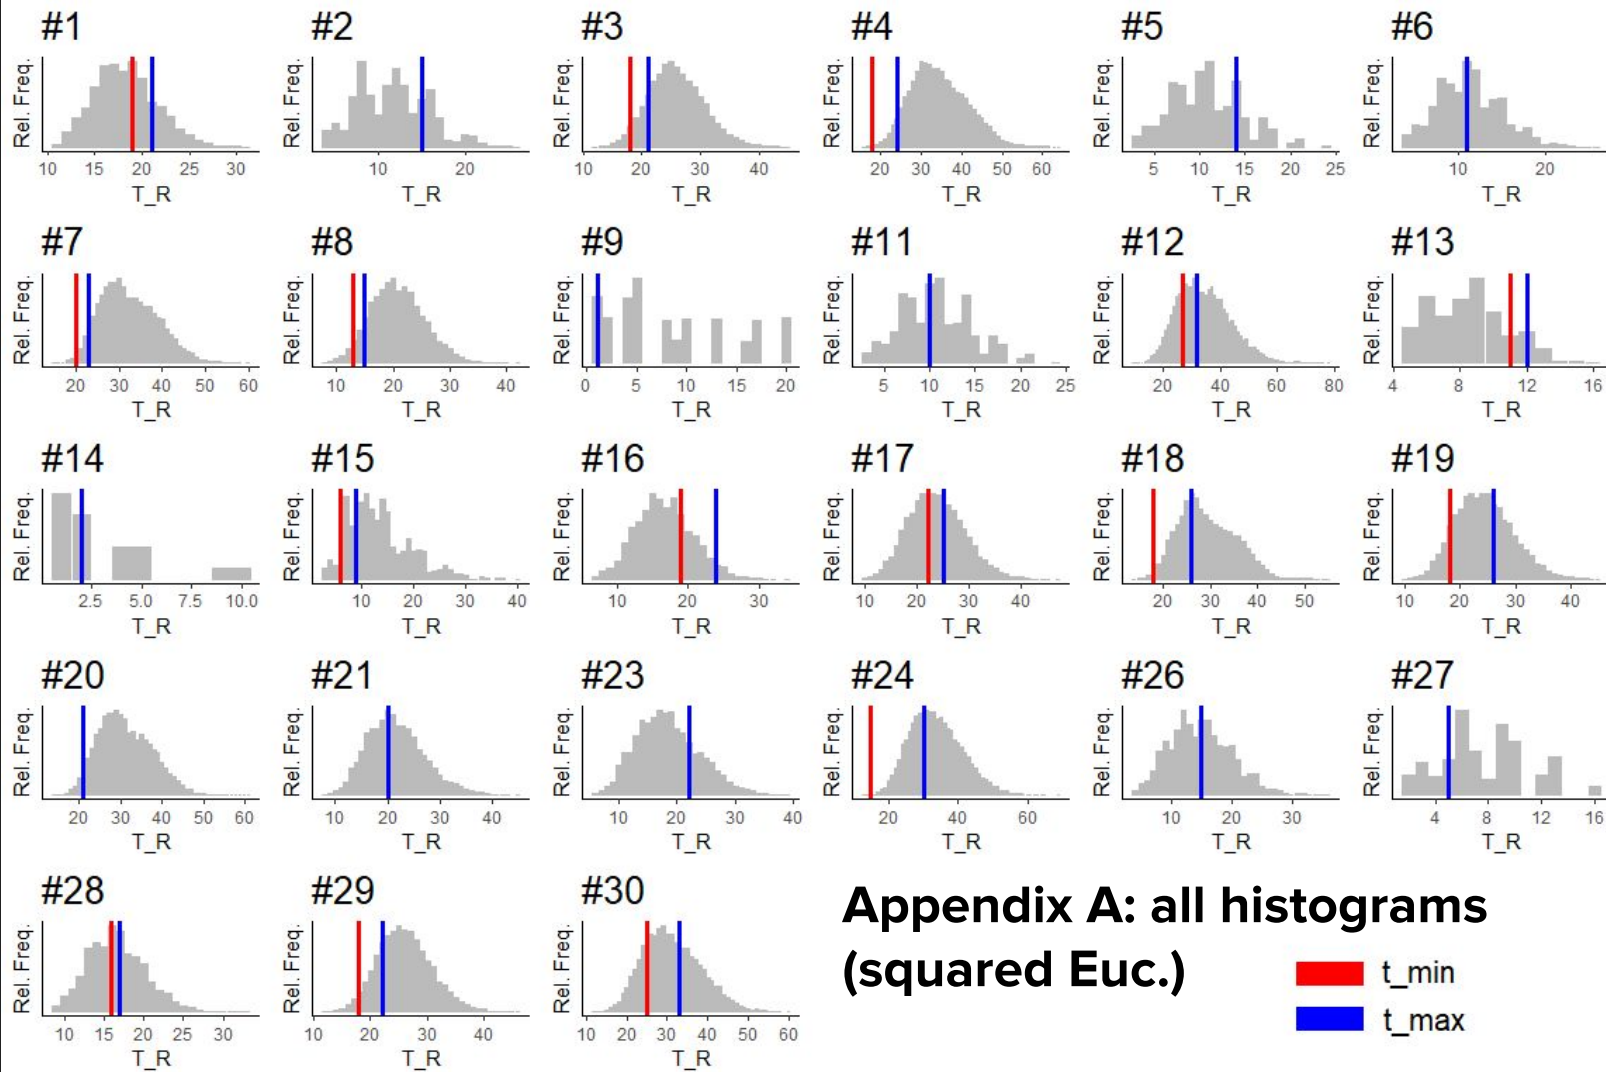 #1 #2 #3 #4 #5 #6
Rel. Freq. Rel. Freq. Rel. Freq. Rel. Freq. Rel. Freq. Rel. Freq.
10 15 20 25 30 10 20 10 20 30 40 20 30 40 50 60 5 10 15 20 25 10 20
T_R T_R T_R T_R T_R T_R
#7 #8 #9 #11 #12 #13
Rel. Freq. Rel. Freq. Rel. Freq. Rel. Freq. Rel. Freq. Rel. Freq.
20 30 40 50 60 10 20 30 40 0 5 10 15 20 5 10 15 20 25 20 40 60 80 4 8 12 16
T_R T_R T_R T_R T_R T_R
#14 #15 #16 #17 #18 #19
Rel. Freq. Rel. Freq. Rel. Freq. Rel. Freq. Rel. Freq. Rel. Freq.
2.5 5.0 7.5 10.0 10 20 30 40 10 20 30 10 20 30 40 20 30 40 50 10 20 30 40
T_R T_R T_R T_R T_R T_R
#20 #21 #23 #24 #26 #27
Rel. Freq. Rel. Freq. Rel. Freq. Rel. Freq. Rel. Freq. Rel. Freq.
20 30 40 50 60 10 20 30 40 10 20 30 40 20 40 60 10 20 30 4 8 12 16
T_R T_R T_R T_R T_R T_R
#28 #29 #30
Rel. Freq. Rel. Freq. Rel. Freq.
10 15 20 25 30 10 20 30 40 10 20 30 40 50 60
T_R T_R T_R
Appendix A: all histograms
(squared Euc.)
t_min
t_max